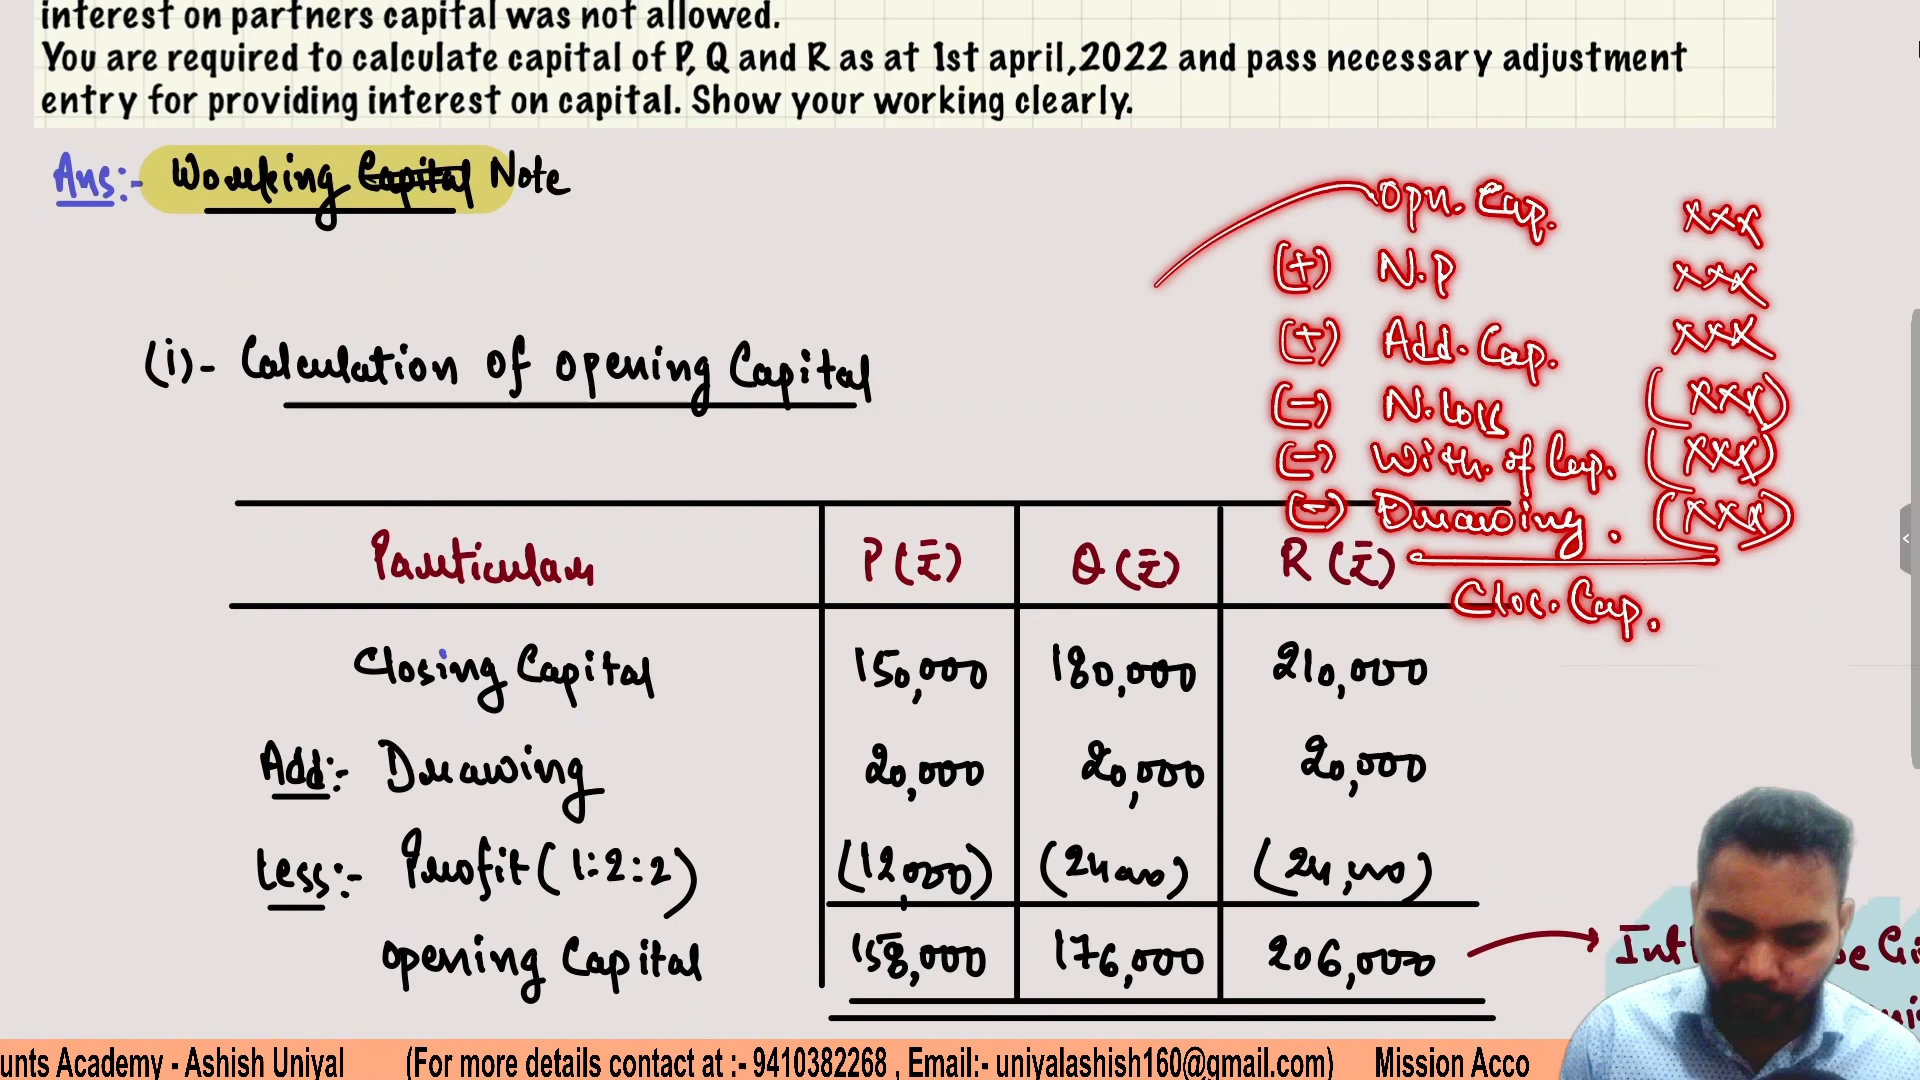 interest on partners capital was not allowed.
You are required to calculate capital of P, Q and R as at 1st april,2022 and pass necessary adjustment
entry for providing interest on capital. Show your working clearly.
Ans:- Working Capital Note
Opn. Cap. xxx
(+) N.P xxx
(+) Add. Cap. xxx
(-) N.loss (xxx)
(-) With. of Cap. (xxx)
(-) Drawing. (xxx)
Clos. Cap.
(i)- Calculation of opening Capital
Particulars P (₹) Q (₹) R (₹)
Closing Capital 150,000 180,000 210,000
Add:- Drawing 20,000 20,000 20,000
Less:- Profit (1:2:2) (12,000) (24000) (24,000)
opening Capital 158,000 176,000 206,000
Int
unts Academy - Ashish Uniyal (For more details contact at :- 9410382268 , Email:- uniyalashish160@gmail.com) Mission Acco